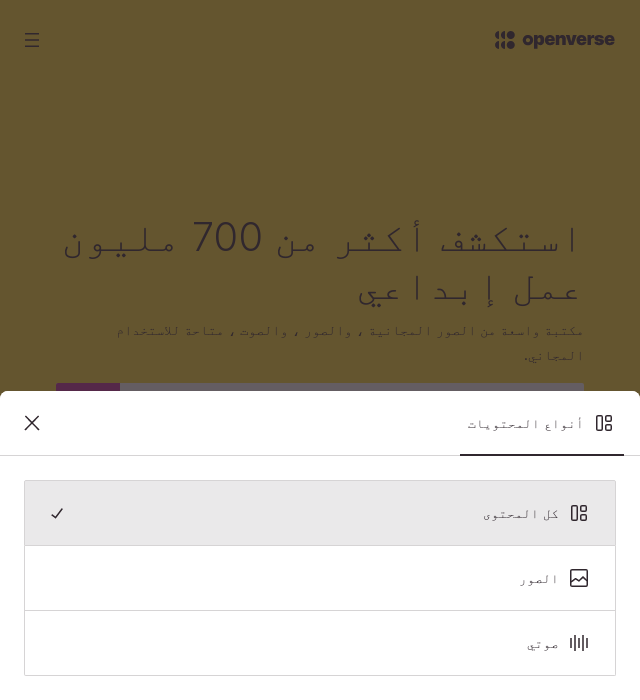 openverse
استكشف أكثر من 700 مليون
عمل إبداعي
مكتبة واسعة من الصور المجانية ، والصور ، والصوت ، متاحة للاستخدام
المجاني.
أنواع المحتويات
كل المحتوى
الصور
صوتي